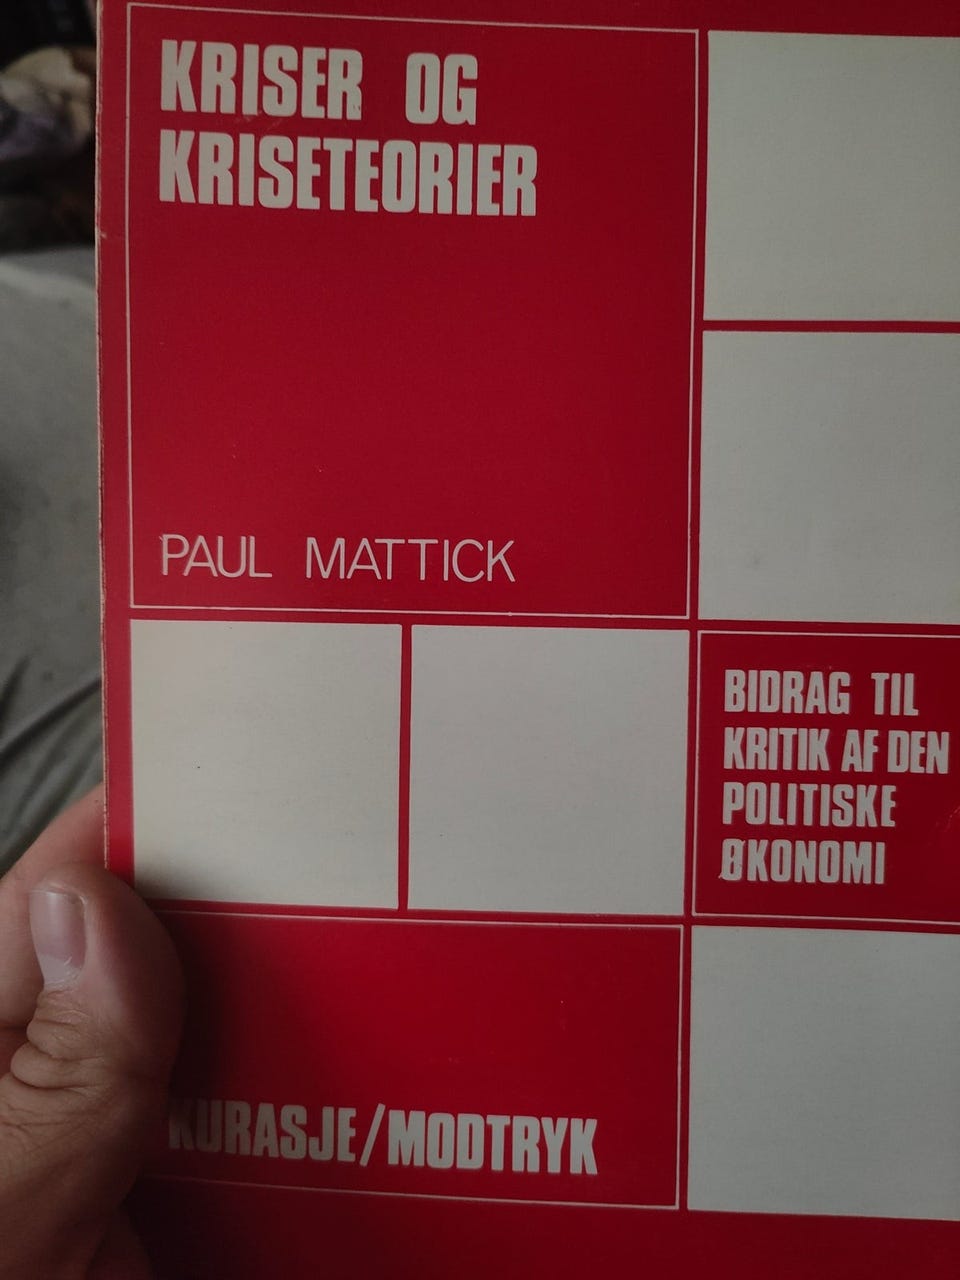 KRISER OG
KRISETEORIER
PAUL MATTICK
BIDRAG TIL
KRITIK AF DEN
POLITISKE
ØKONOMI
KURASJE/MODTRYK